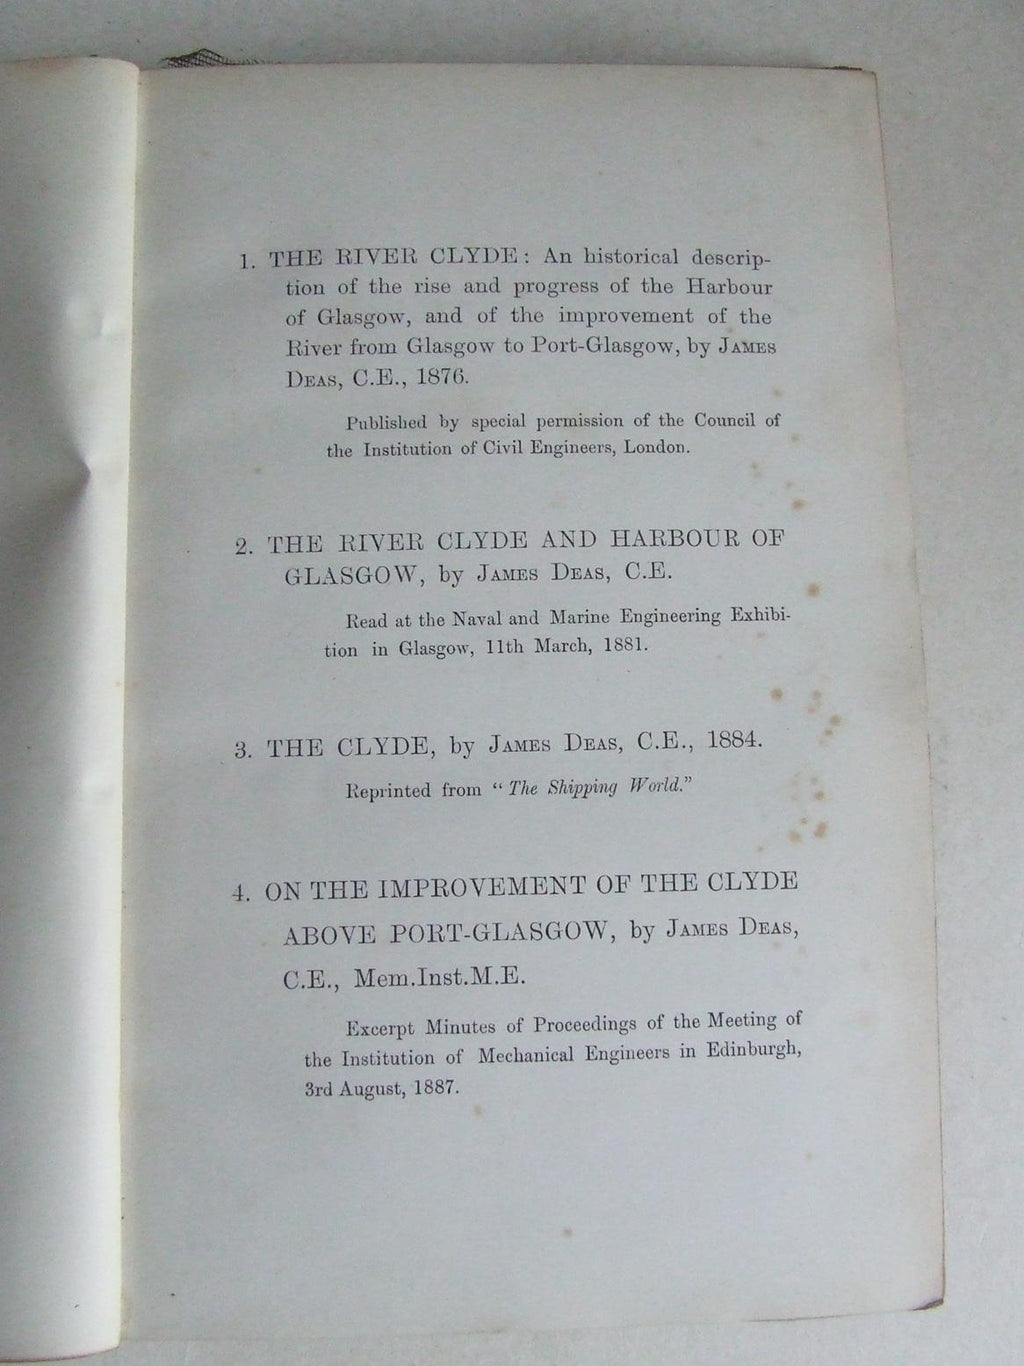 1. THE RIVER CLYDE: An historical descrip-
tion of the rise and progress of the Harbour
of Glasgow, and of the improvement of the
River from Glasgow to Port-Glasgow, by JAMES
DEAS, C.E., 1876.
Published by special permission of the Council of
the Institution of Civil Engineers, London.
2. THE RIVER CLYDE AND HARBOUR OF
GLASGOW, by JAMES DEAS, C.E.
Read at the Naval and Marine Engineering Exhibi-
tion in Glasgow, 11th March, 1881.
3. THE CLYDE, by JAMES DEAS, C.E., 1884.
Reprinted from "The Shipping World."
4. ON THE IMPROVEMENT OF THE CLYDE
ABOVE PORT-GLASGOW, by JAMES DEAS,
C.E., Mem.Inst.M.E.
Excerpt Minutes of Proceedings of the Meeting of
the Institution of Mechanical Engineers in Edinburgh,
3rd August, 1887.